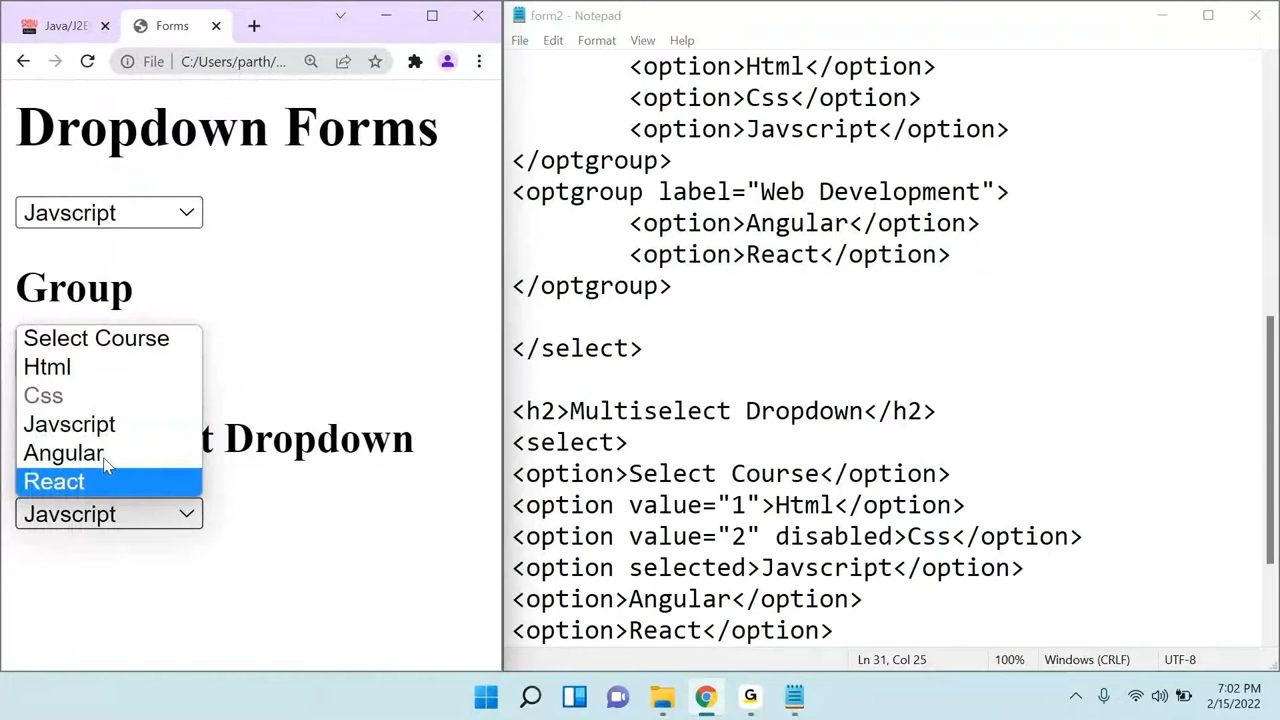 Java/J2E
Forms
File
C:/Users/parth/...
Dropdown Forms
Javscript
Group
Select Course
Html
Css
Javscript
Angular
React
t Dropdown
Javscript
form2 - Notepad
File Edit Format View Help
<option>Html</option>
<option>Css</option>
<option>Javscript</option>
</optgroup>
<optgroup label="Web Development">
<option>Angular</option>
<option>React</option>
</optgroup>
</select>
<h2>Multiselect Dropdown</h2>
<select>
<option>Select Course</option>
<option value="1">Html</option>
<option value="2" disabled>Css</option>
<option selected>Javscript</option>
<option>Angular</option>
<option>React</option>
Ln 31, Col 25 100% Windows (CRLF) UTF-8
G
7:02 PM
2/15/2022